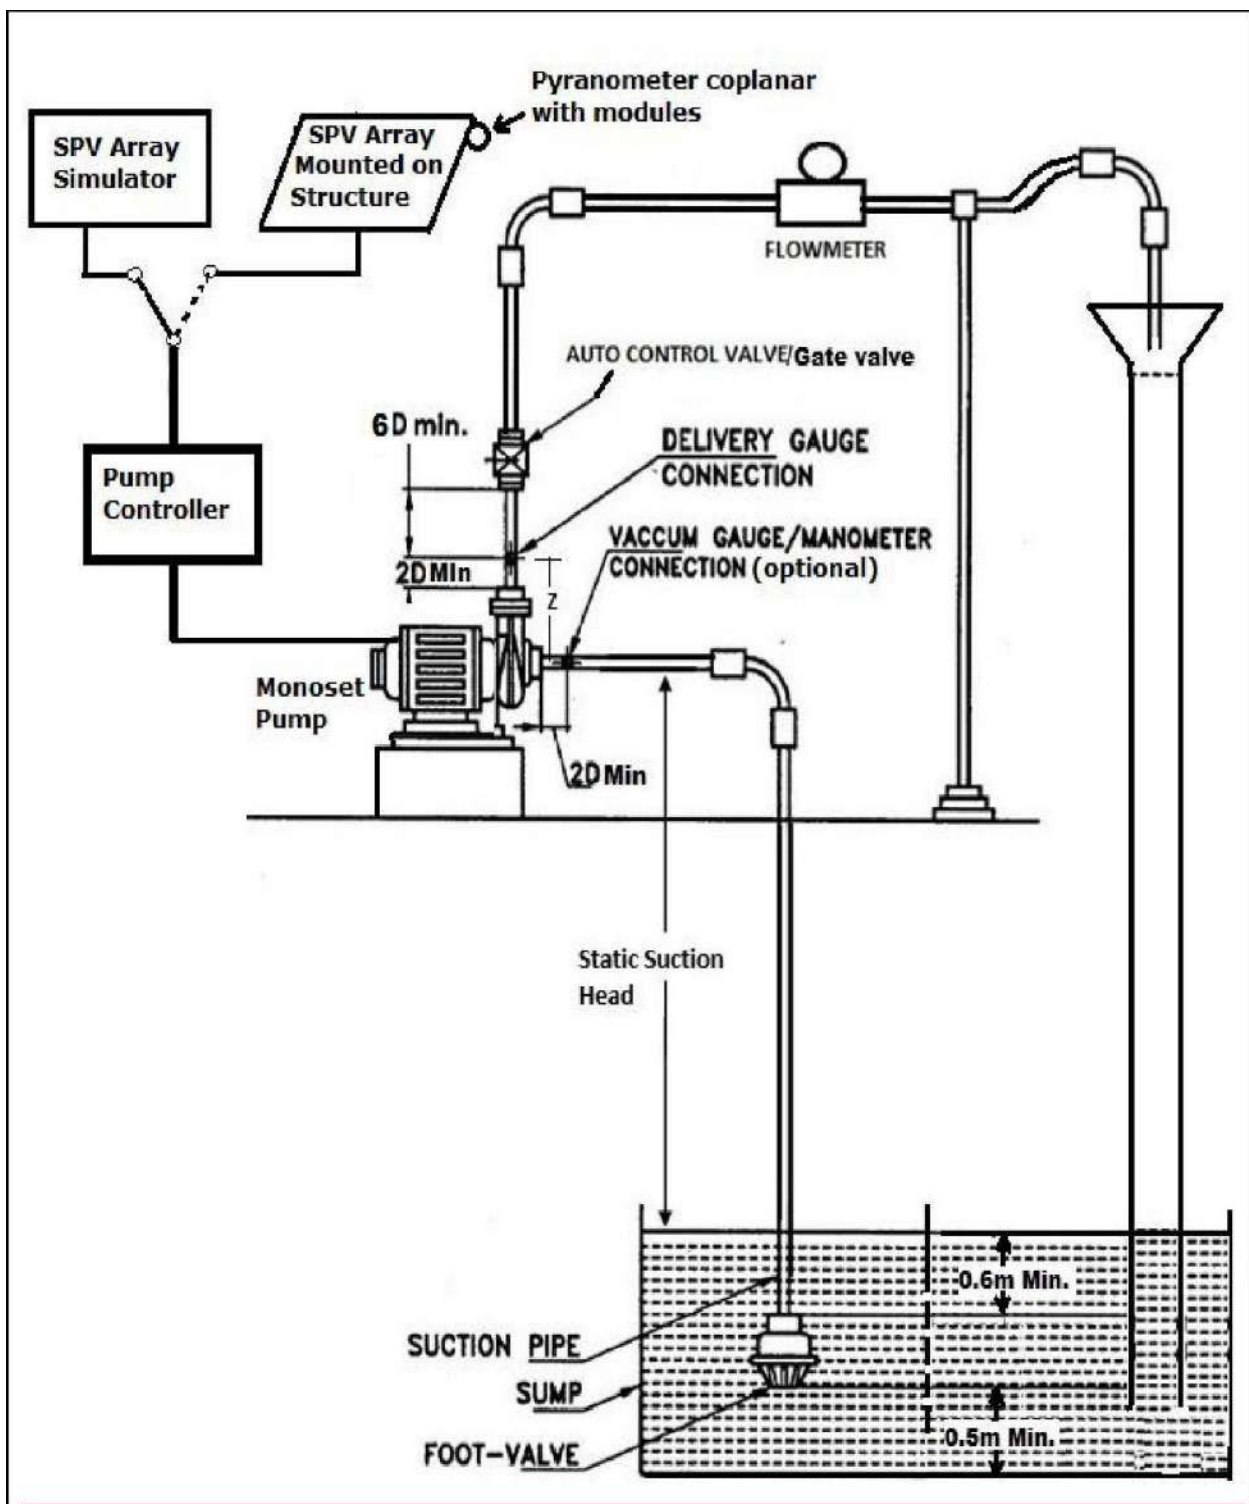 Pyranometer coplanar
with modules
SPV Array
Simulator
SPV Array
Mounted on
Structure
FLOWMETER
AUTO CONTROL VALVE/Gate valve
6D min.
DELIVERY GAUGE
CONNECTION
Pump
Controller
VACCUM GAUGE/MANOMETER
CONNECTION (optional)
2D MIn
Z
Monoset
Pump
2D Min
Static Suction
Head
0.6m Min.
SUCTION PIPE
SUMP
FOOT-VALVE
0.5m Min.